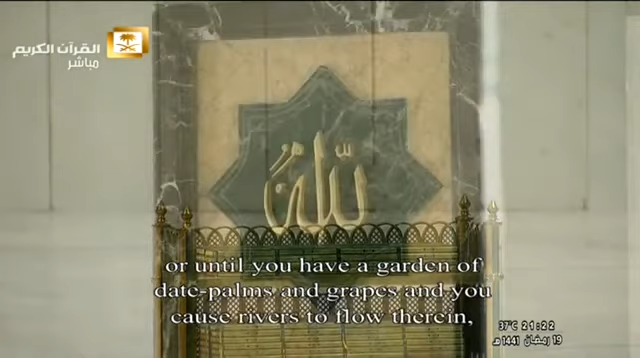 القرآن الكريم
مباشر
or until you have a garden of
date-palms and grapes and you
cause rivers to flow therein,
37°C 21:22
19 رمضان 1441 هـ